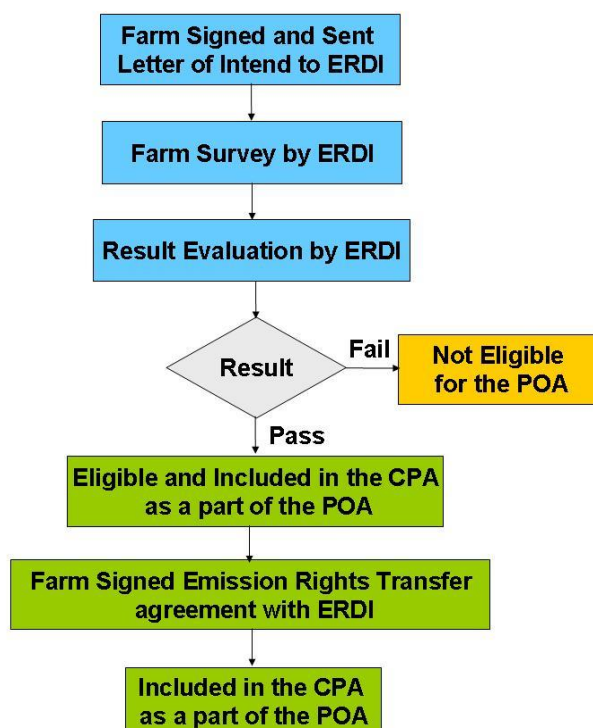 Farm Signed and Sent
Letter of Intend to ERDI
Farm Survey by ERDI
Result Evaluation by ERDI
Result
Fail
Not Eligible
for the POA
Pass
Eligible and Included in the CPA
as a part of the POA
Farm Signed Emission Rights Transfer
agreement with ERDI
Included in the CPA
as a part of the POA